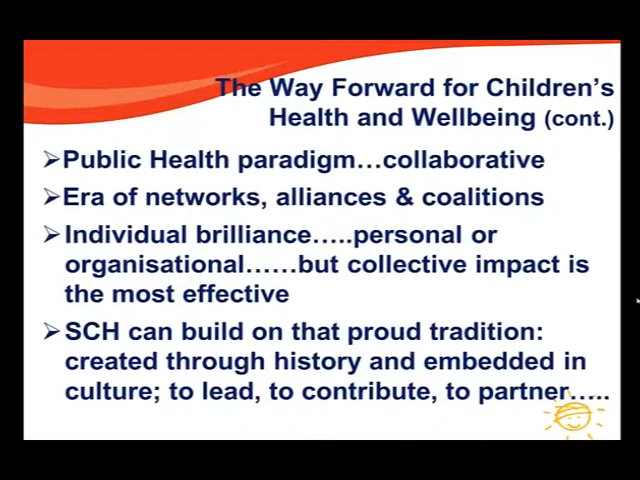 The Way Forward for Children's
Health and Wellbeing (cont.)
➢Public Health paradigm…collaborative
➢Era of networks, alliances & coalitions
➢Individual brilliance…..personal or
organisational……but collective impact is
the most effective
➢SCH can build on that proud tradition:
created through history and embedded in
culture; to lead, to contribute, to partner…..